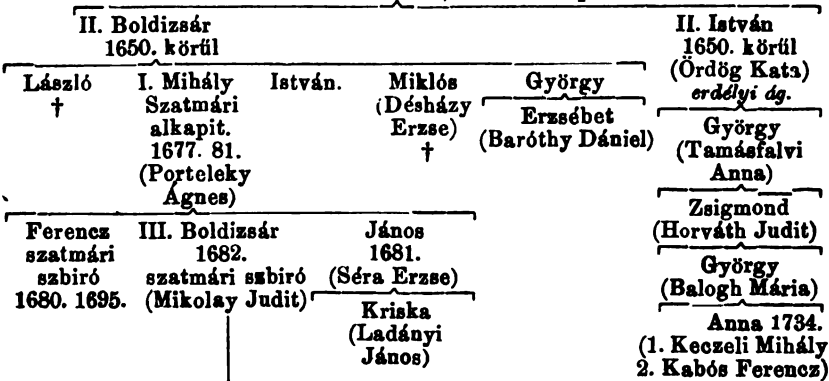 II. Boldizsár
1650. körűl
II. István
1650. körűl
(Ördög Kata)
erdélyi ág.
László
†
I. Mihály
Szatmári
alkapit.
1677. 81.
(Porteleky
Ágnes)
István.
Miklós
(Désházy
Erzse)
†
György
Erzsébet
(Baróthy Dániel)
György
(Tamásfalvi
Anna)
Zsigmond
(Horváth Judit)
György
(Balogh Mária)
Anna 1734.
(1. Keczeli Mihály
2. Kabós Ferencz)
Ferencz
szatmári
szbiró
1680. 1695.
III. Boldizsár
1682.
szatmári szbiró
(Mikolay Judit)
János
1681.
(Séra Erzse)
Kriska
(Ladányi
János)